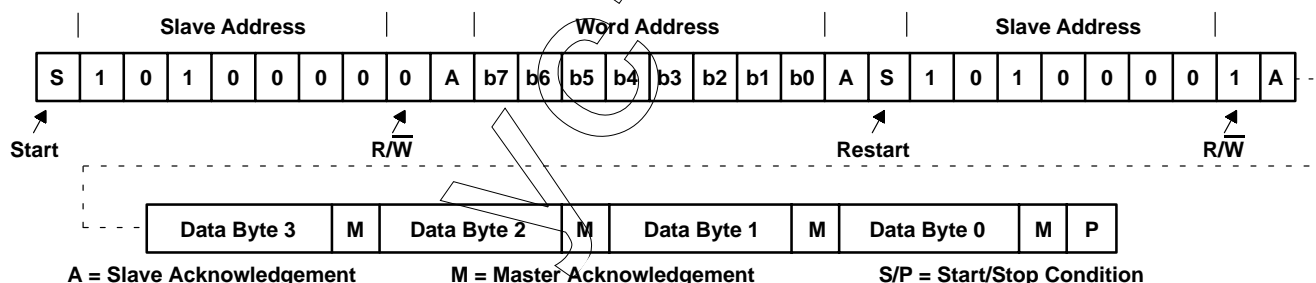 Slave Address Word Address Slave Address
S 1 0 1 0 0 0 0 0 A b7 b6 b5 b4 b3 b2 b1 b0 A S 1 0 1 0 0 0 0 1 A
Start R/W Restart R/W
Data Byte 3 M Data Byte 2 M Data Byte 1 M Data Byte 0 M P
A = Slave Acknowledgement M = Master Acknowledgement S/P = Start/Stop Condition